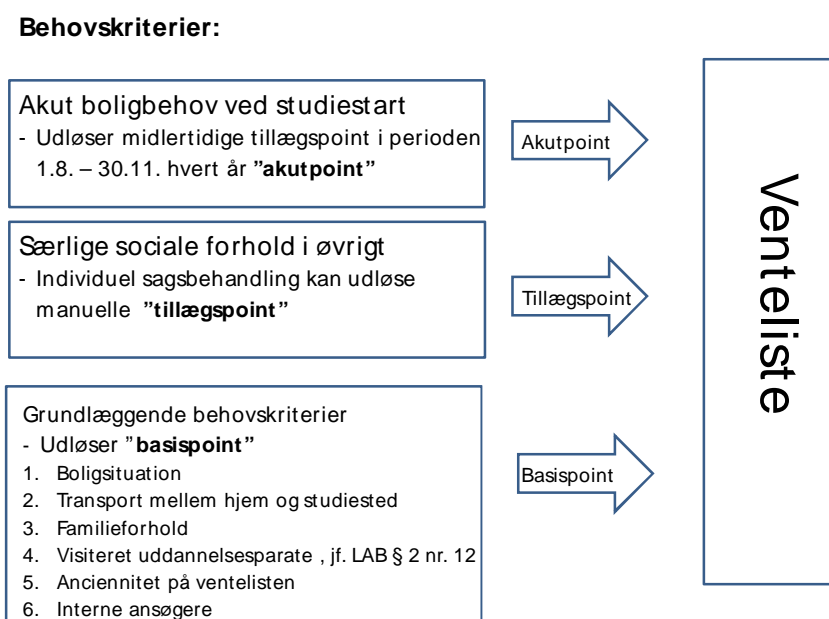 Behovskriterier:
Akut boligbehov ved studiestart
- Udløser midlertidige tillægspoint i perioden
1.8. – 30.11. hvert år "akutpoint"
Akutpoint
Særlige sociale forhold i øvrigt
- Individuel sagsbehandling kan udløse
manuelle "tillægspoint"
Tillægspoint
Grundlæggende behovskriterier
- Udløser "basispoint"
1. Boligsituation
2. Transport mellem hjem og studiested
3. Familieforhold
4. Visiteret uddannelsesparate , jf. LAB § 2 nr. 12
5. Anciennitet på ventelisten
6. Interne ansøgere
Basispoint
Venteliste